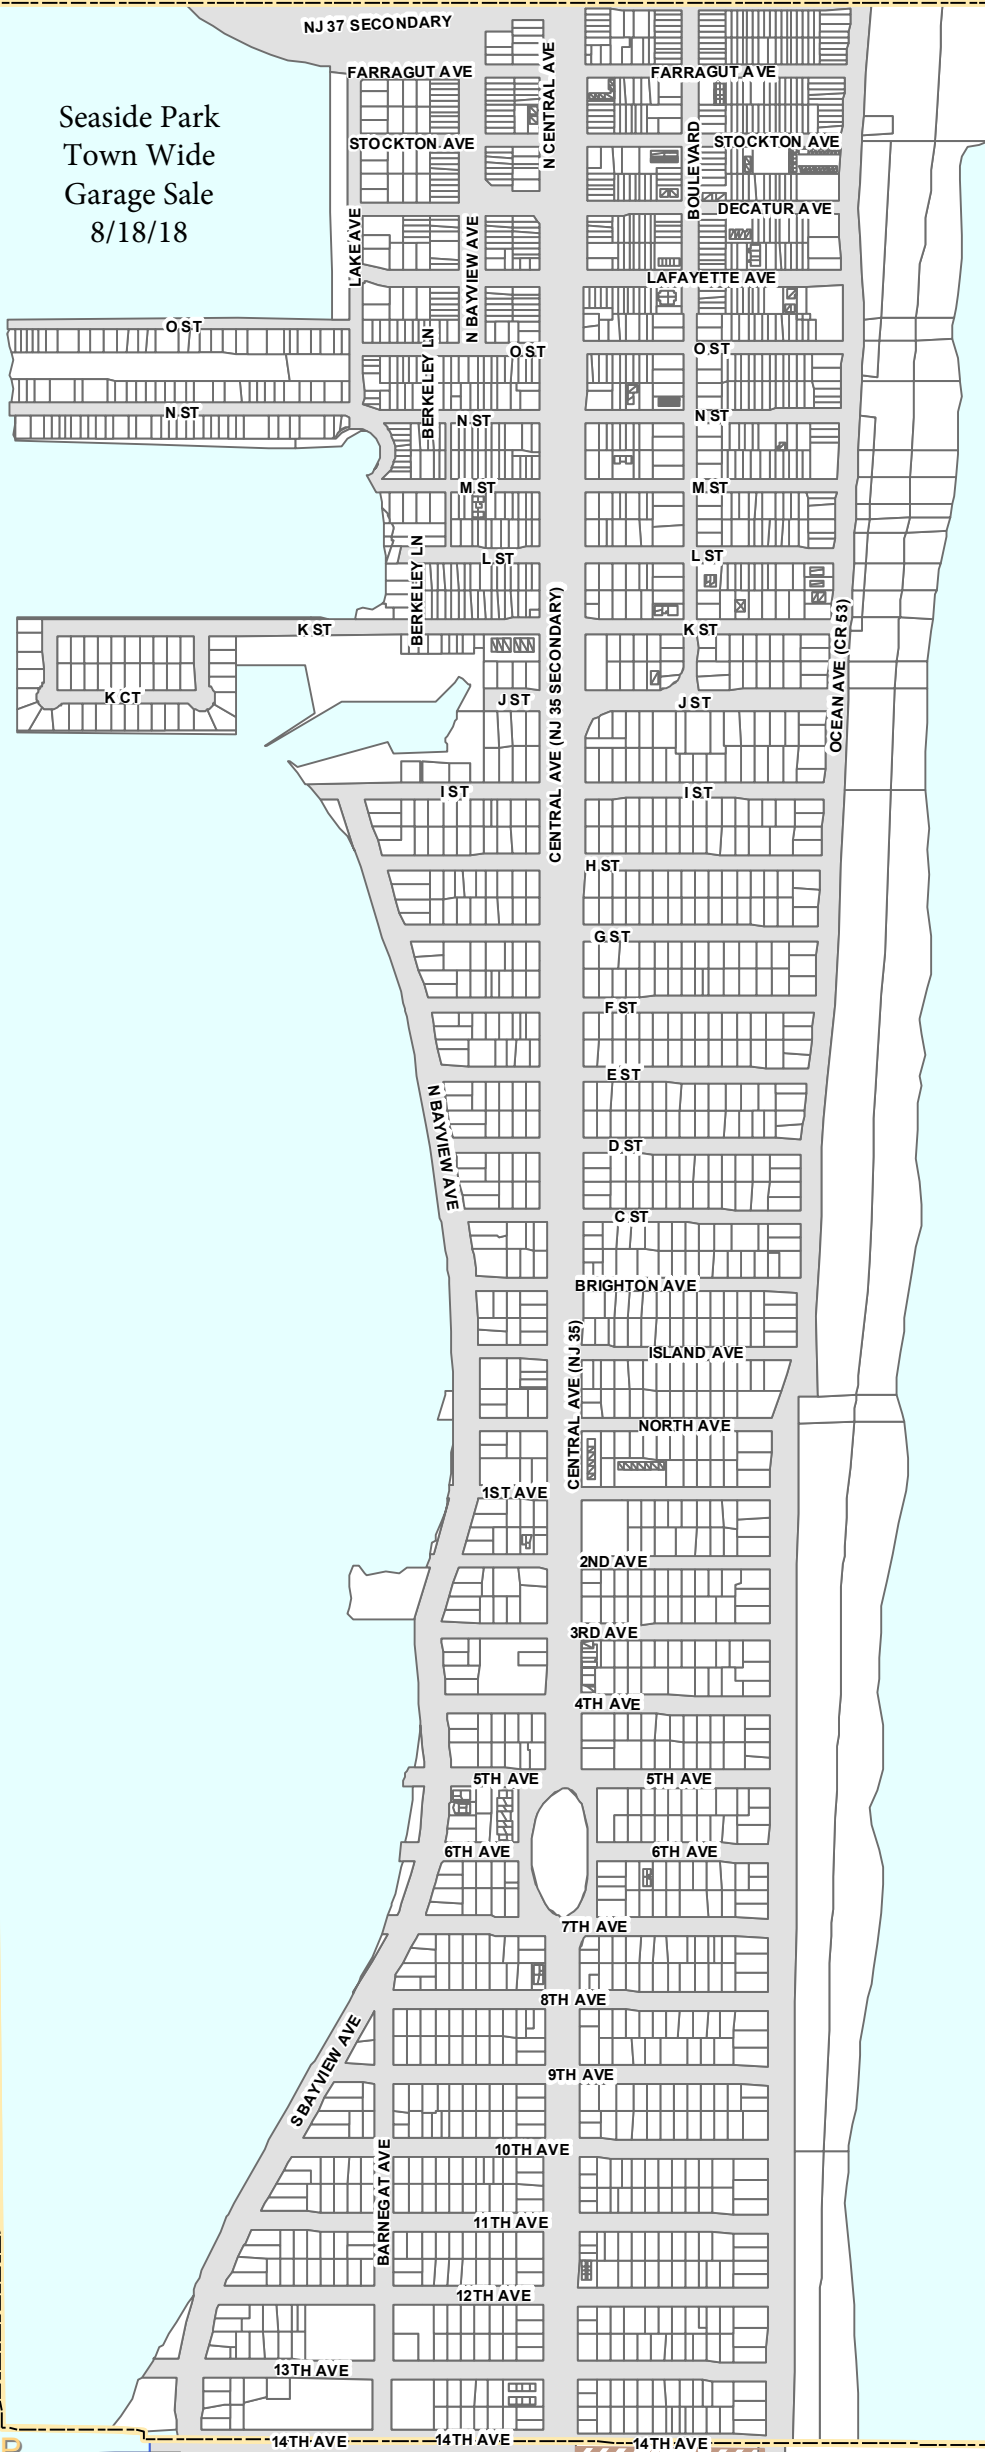 NJ 37 SECONDARY
Seaside Park
Town Wide
Garage Sale
8/18/18
FARRAGUT AVE
FARRAGUT AVE
N CENTRAL AVE
STOCKTON AVE
STOCKTON AVE
BOULEVARD
DECATUR AVE
LAKE AVE
N BAYVIEW AVE
LAFAYETTE AVE
O ST
O ST
O ST
BERKELEY LN
N ST
N ST
N ST
M ST
M ST
L ST
L ST
BERKELEY LN
K ST
K ST
K CT
J ST
J ST
CENTRAL AVE (NJ 35 SECONDARY)
OCEAN AVE (CR 53)
I ST
I ST
H ST
G ST
F ST
E ST
N BAYVIEW AVE
D ST
C ST
BRIGHTON AVE
ISLAND AVE
CENTRAL AVE (NJ 35)
NORTH AVE
1ST AVE
2ND AVE
3RD AVE
4TH AVE
5TH AVE
5TH AVE
6TH AVE
6TH AVE
7TH AVE
8TH AVE
S BAYVIEW AVE
9TH AVE
10TH AVE
BARNEGAT AVE
11TH AVE
12TH AVE
13TH AVE
14TH AVE
14TH AVE
14TH AVE